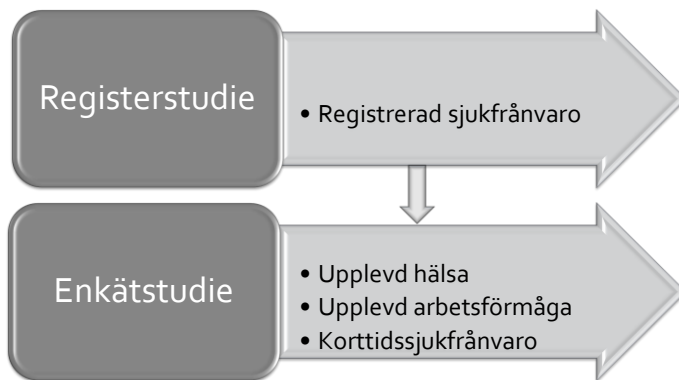 Registerstudie
• Registrerad sjukfrånvaro
Enkätstudie
• Upplevd hälsa
• Upplevd arbetsförmåga
• Korttidssjukfrånvaro